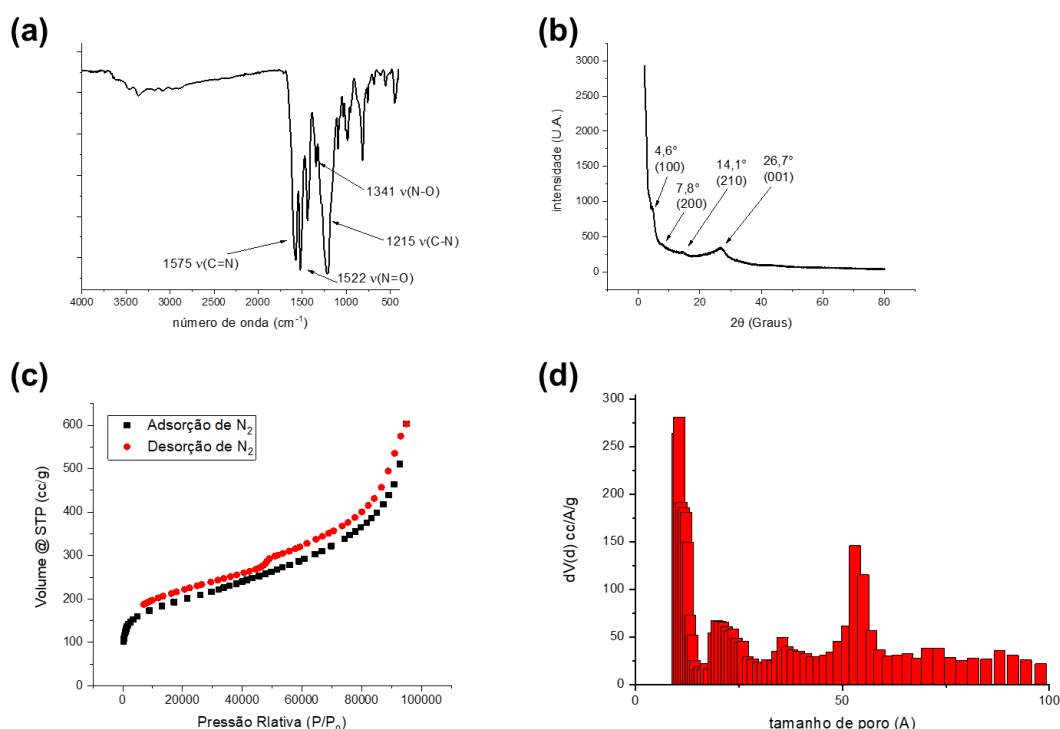 (a)
1341 ν(N-O)
1215 ν(C-N)
1575 ν(C=N)
1522 ν(N=O)
4000 3500 3000 2500 2000 1500 1000 500
número de onda (cm⁻¹)
(b)
3000
2500
2000
1500
1000
500
0
intensidade (U.A.)
4,6°
(100)
7,8°
(200)
14,1°
(210)
26,7°
(001)
0 20 40 60 80
2θ (Graus)
(c)
Adsorção de N₂
Desorção de N₂
600
500
400
300
200
100
0
Volume @ STP (cc/g)
0 20000 40000 60000 80000 100000
Pressão Rlativa (P/P₀)
(d)
300
250
200
150
100
50
0
dV(d) cc/A/g
0 50 100
tamanho de poro (A)